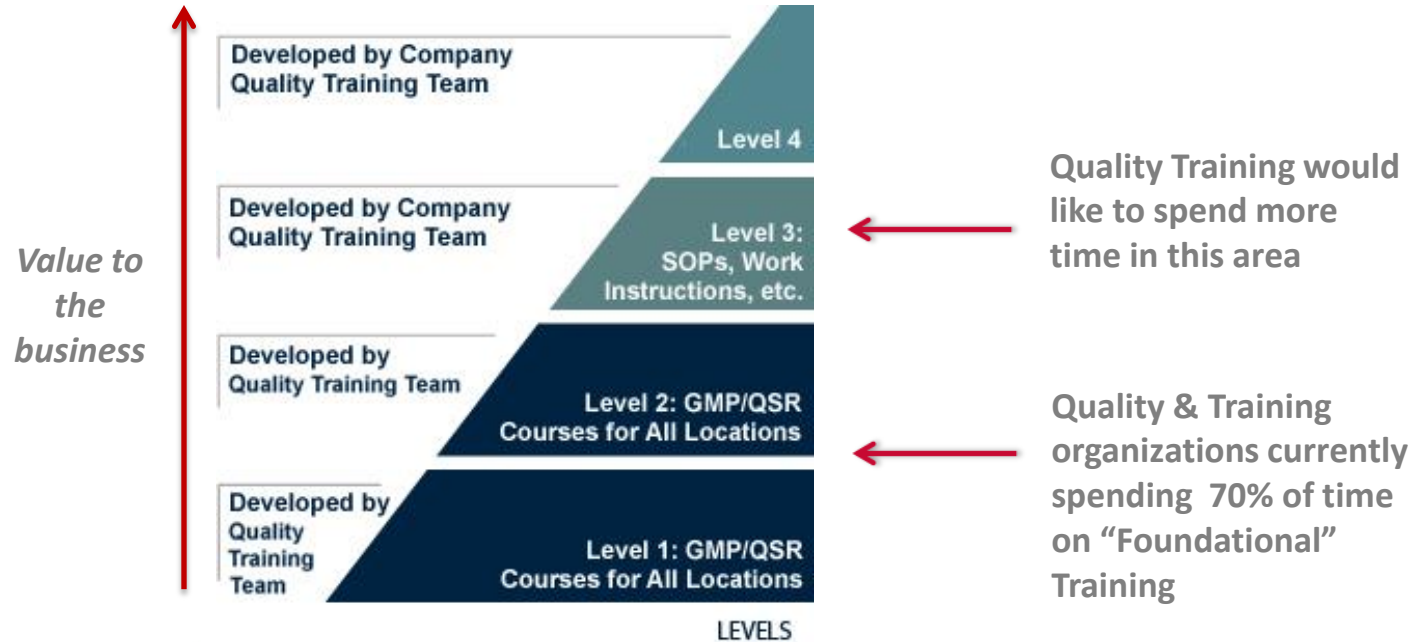 Value to
the
business
Developed by Company
Quality Training Team
Level 4
Developed by Company
Quality Training Team
Level 3:
SOPs, Work
Instructions, etc.
Developed by
Quality Training Team
Level 2: GMP/QSR
Courses for All Locations
Developed by
Quality
Training
Team
Level 1: GMP/QSR
Courses for All Locations
LEVELS
Quality Training would
like to spend more
time in this area
Quality & Training
organizations currently
spending 70% of time
on “Foundational”
Training